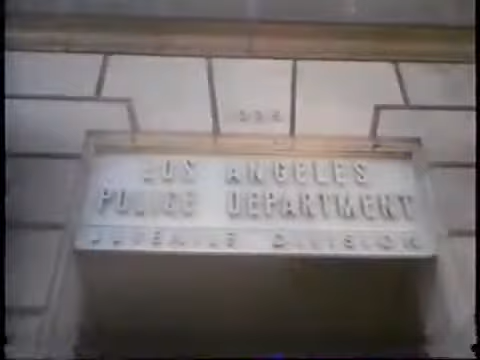 LOS ANGELES
POLICE DEPARTMENT
JUVENILE DIVISION